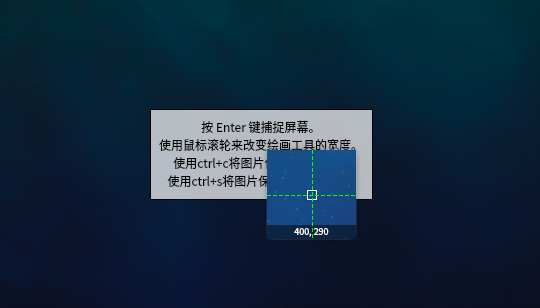 按 Enter 键捕捉屏幕。
使用鼠标滚轮来改变绘画工具的宽度。
使用ctrl+c将图片
使用ctrl+s将图片保
400, 290